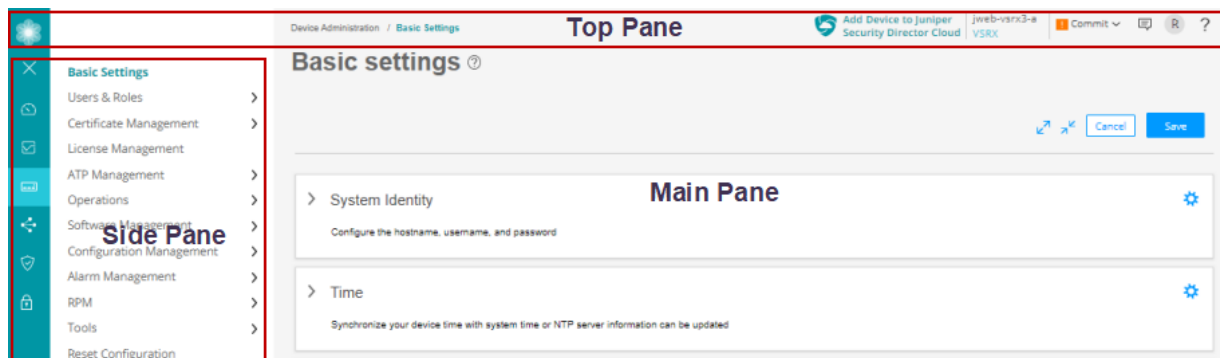 Device Administration / Basic Settings
Top Pane
Add Device to Juniper
Security Director Cloud
jweb-vsrx3-a
VSRX
Commit
R
?
Basic Settings
Users & Roles
Certificate Management
License Management
ATP Management
Operations
Software Management
Side Pane
Configuration Management
Alarm Management
RPM
Tools
Reset Configuration
Basic settings
?
Cancel
Save
Main Pane
System Identity
Configure the hostname, username, and password
Time
Synchronize your device time with system time or NTP server information can be updated